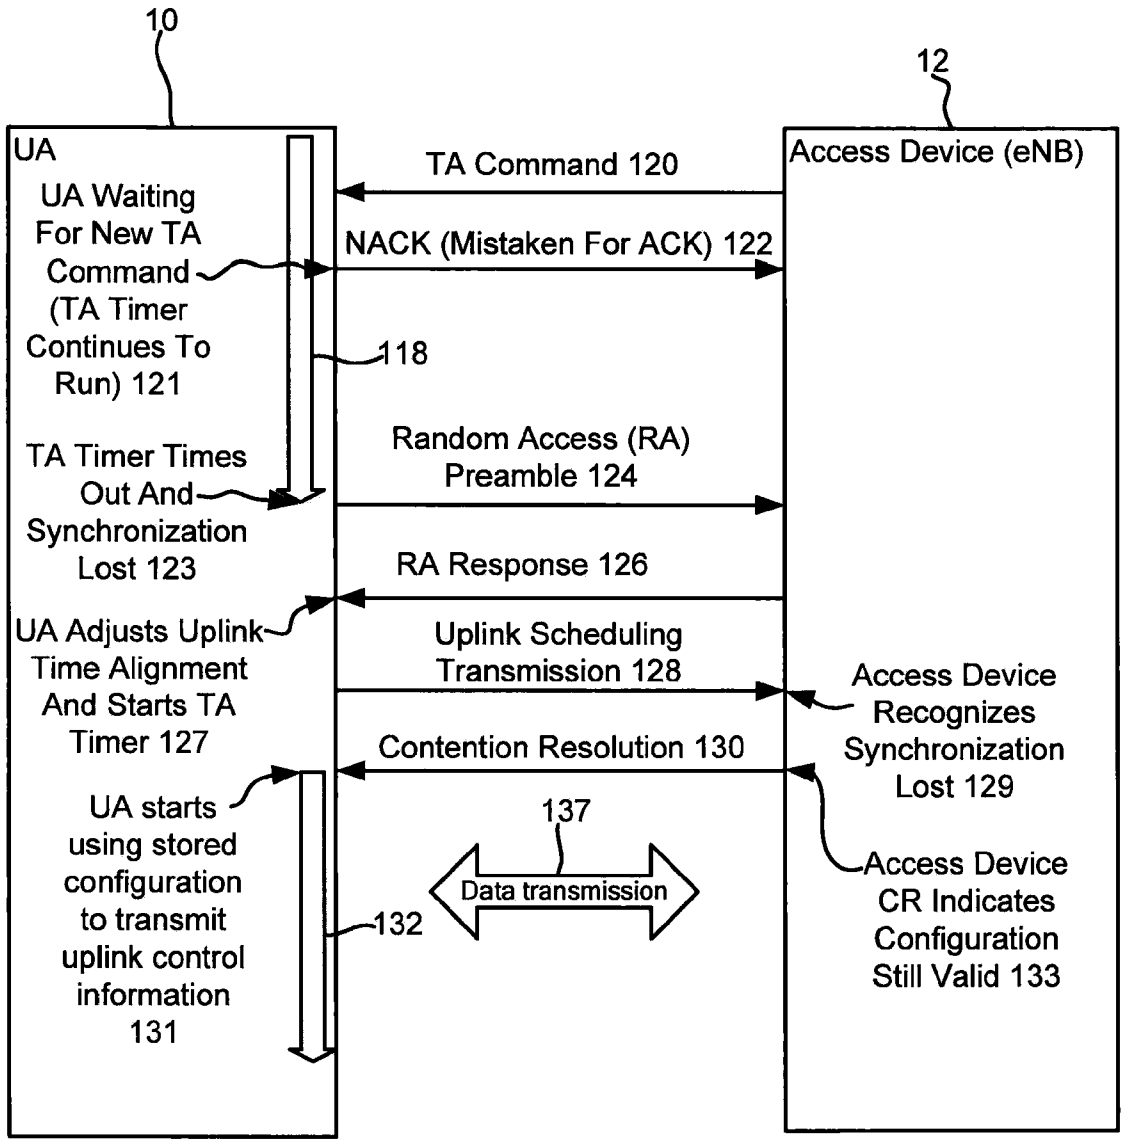 10
12
UA
UA Waiting
For New TA
Command
(TA Timer
Continues To
Run) 121
TA Timer Times
Out And
Synchronization
Lost 123
UA Adjusts Uplink
Time Alignment
And Starts TA
Timer 127
UA starts
using stored
configuration
to transmit
uplink control
information
131
TA Command 120
NACK (Mistaken For ACK) 122
118
Random Access (RA)
Preamble 124
RA Response 126
Uplink Scheduling
Transmission 128
Contention Resolution 130
137
Data transmission
132
Access Device (eNB)
Access Device
Recognizes
Synchronization
Lost 129
Access Device
CR Indicates
Configuration
Still Valid 133